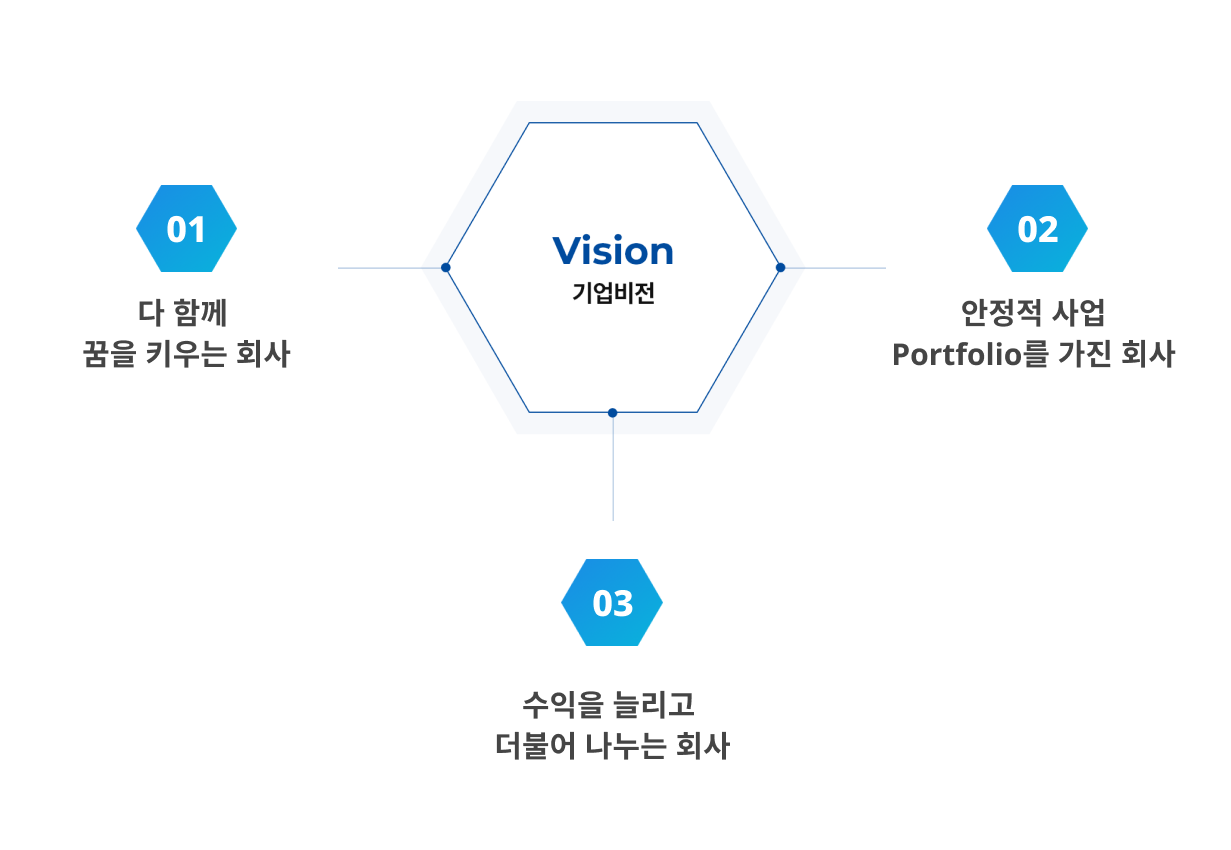 Vision
기업비전
01
다 함께
꿈을 키우는 회사
02
안정적 사업
Portfolio를 가진 회사
03
수익을 늘리고
더불어 나누는 회사